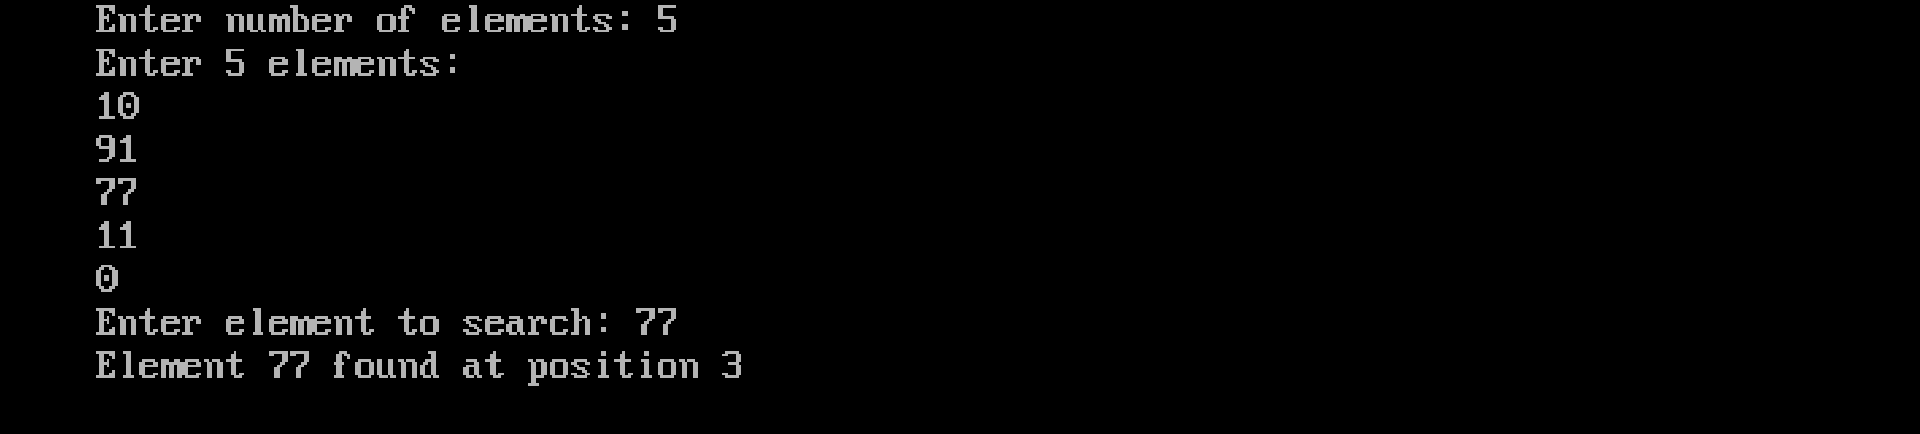 Enter number of elements: 5
Enter 5 elements:
10
91
77
11
0
Enter element to search: 77
Element 77 found at position 3